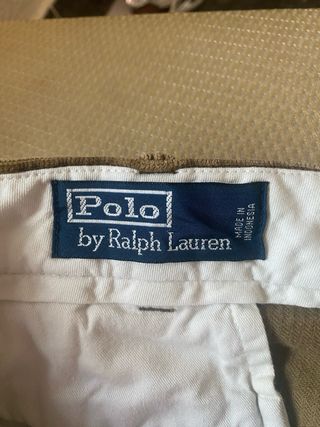 Polo
by Ralph Lauren
MADE IN
INDONESIA